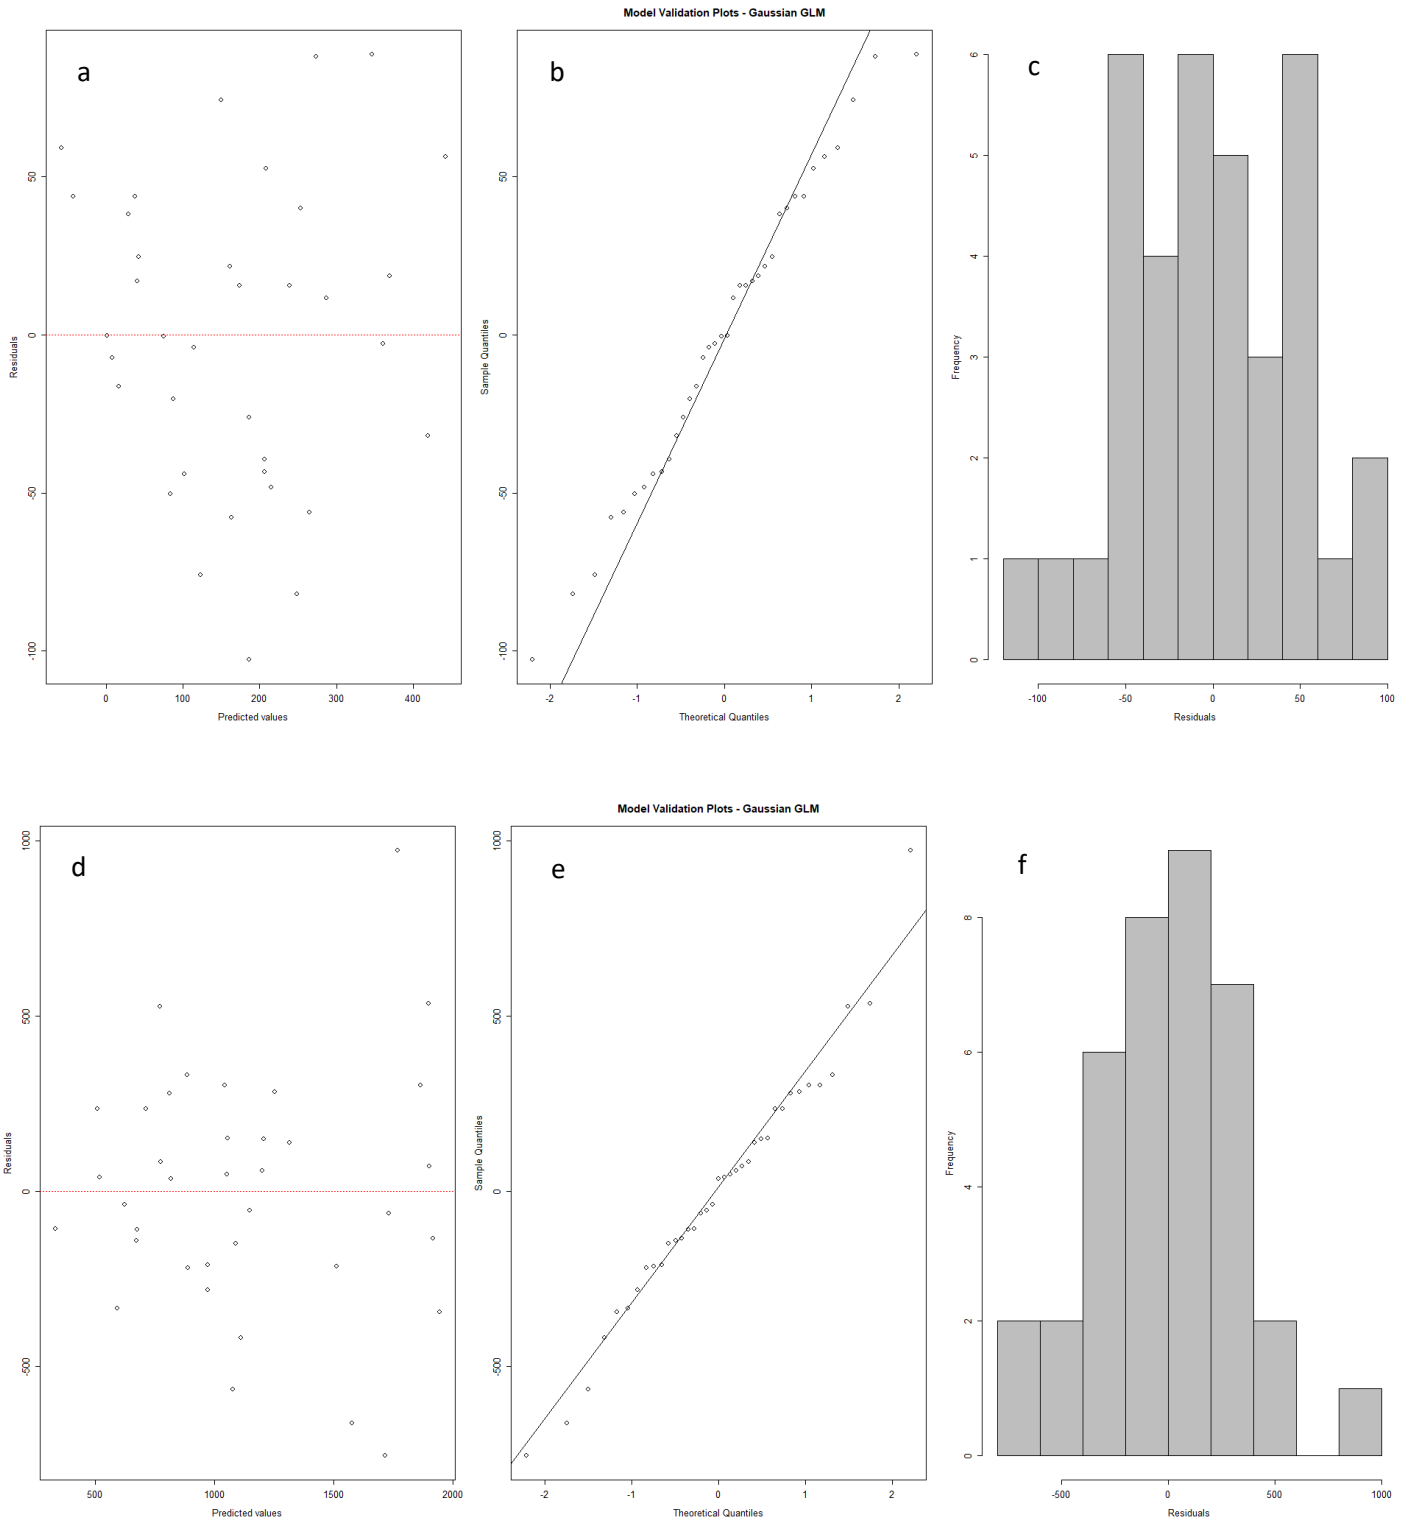 Model Validation Plots - Gaussian GLM
a
b
c
Residuals
50
0
-50
-100
0
100
200
300
400
Predicted values
Sample Quantiles
50
0
-50
-100
-2
-1
0
1
2
Theoretical Quantiles
Frequency
6
5
4
3
2
1
0
-100
-50
0
50
100
Residuals
Model Validation Plots - Gaussian GLM
d
e
f
Residuals
1000
500
0
-500
500
1000
1500
2000
Predicted values
Sample Quantiles
1000
500
0
-500
-2
-1
0
1
2
Theoretical Quantiles
Frequency
8
6
4
2
0
-500
0
500
1000
Residuals